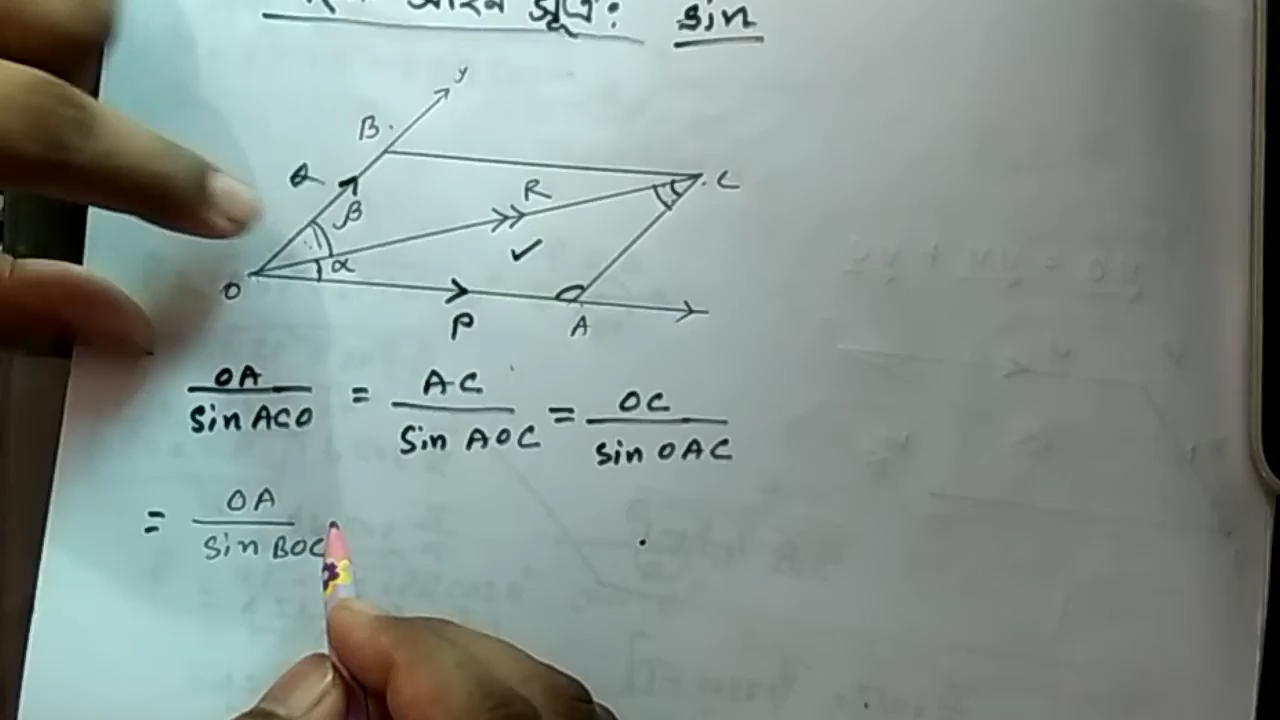 সূত্র: sin
y
B
Q
β
R
C
α
O
P
A
OA / sin ACO = AC / sin AOC = OC / sin OAC
= OA / sin BOC